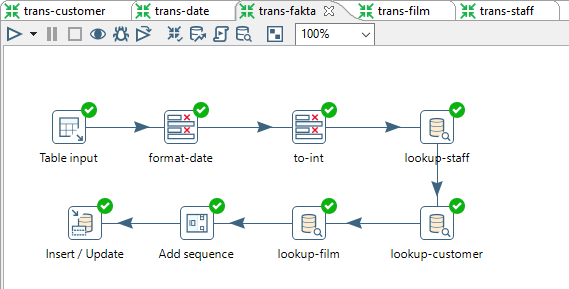 trans-customer
trans-date
trans-fakta
trans-film
trans-staff
100%
Table input
format-date
to-int
lookup-staff
Insert / Update
Add sequence
lookup-film
lookup-customer